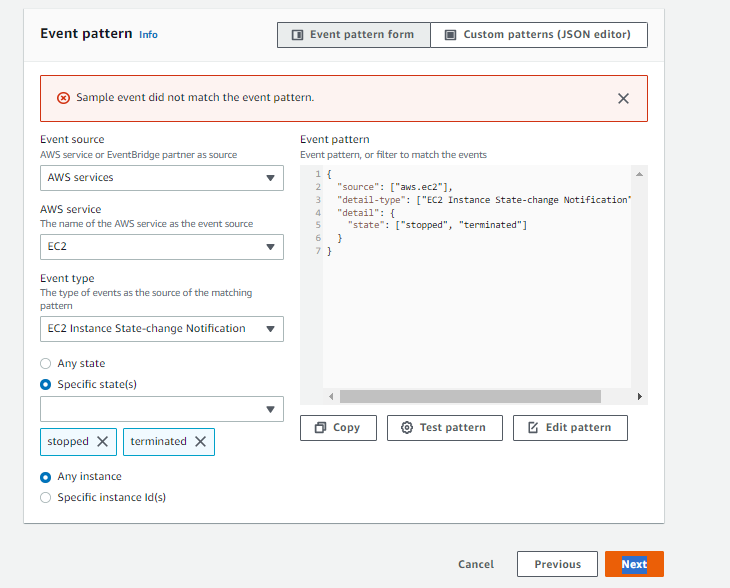 Event pattern Info
Event pattern form
Custom patterns (JSON editor)
Sample event did not match the event pattern.
Event source
AWS service or EventBridge partner as source
AWS services
AWS service
The name of the AWS service as the event source
EC2
Event type
The type of events as the source of the matching
pattern
EC2 Instance State-change Notification
Any state
Specific state(s)
stopped
terminated
Any instance
Specific instance Id(s)
Event pattern
Event pattern, or filter to match the events
1 {
2 "source": ["aws.ec2"],
3 "detail-type": ["EC2 Instance State-change Notification"
4 "detail": {
5 "state": ["stopped", "terminated"]
6 }
7 }
Copy
Test pattern
Edit pattern
Cancel
Previous
Next